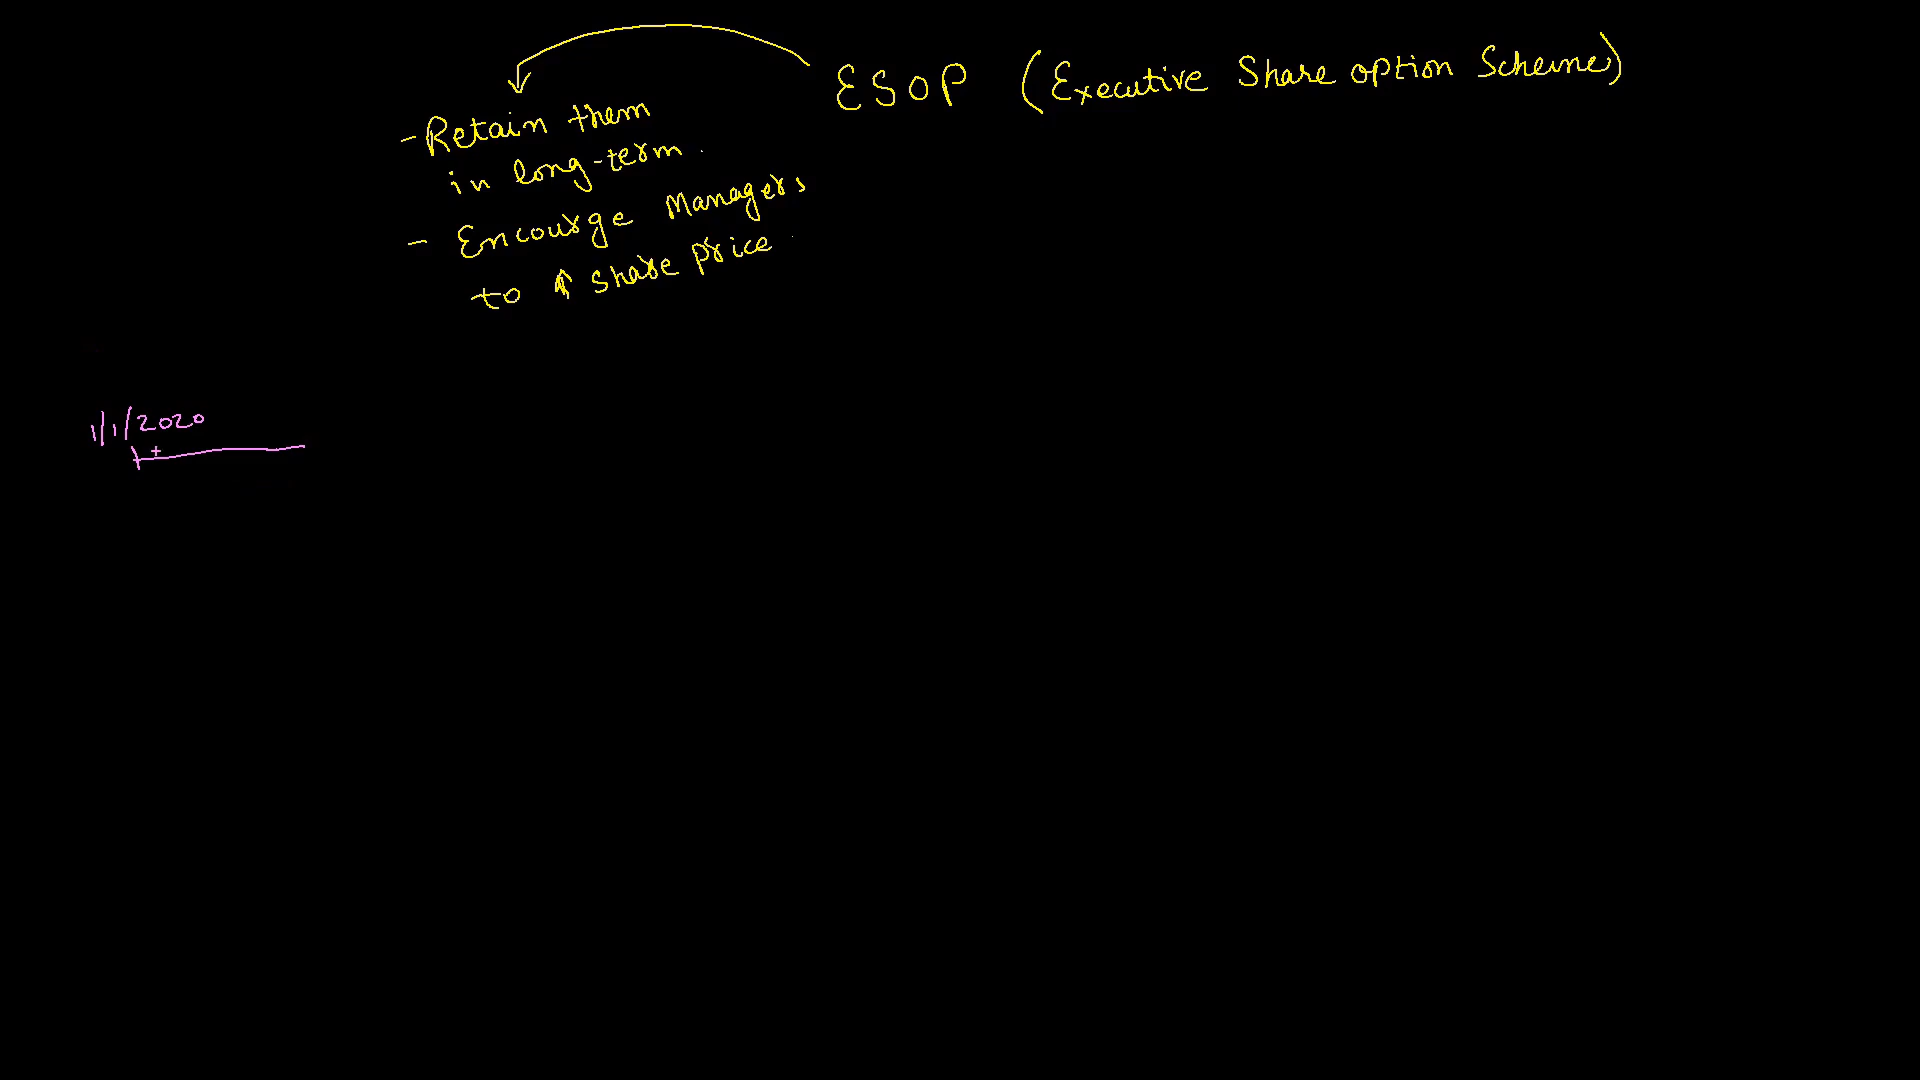 ESOP (Executive Share option Scheme)
- Retain them
in long-term.
- Encourge Managers
to ↑ share price.
1/1/2020